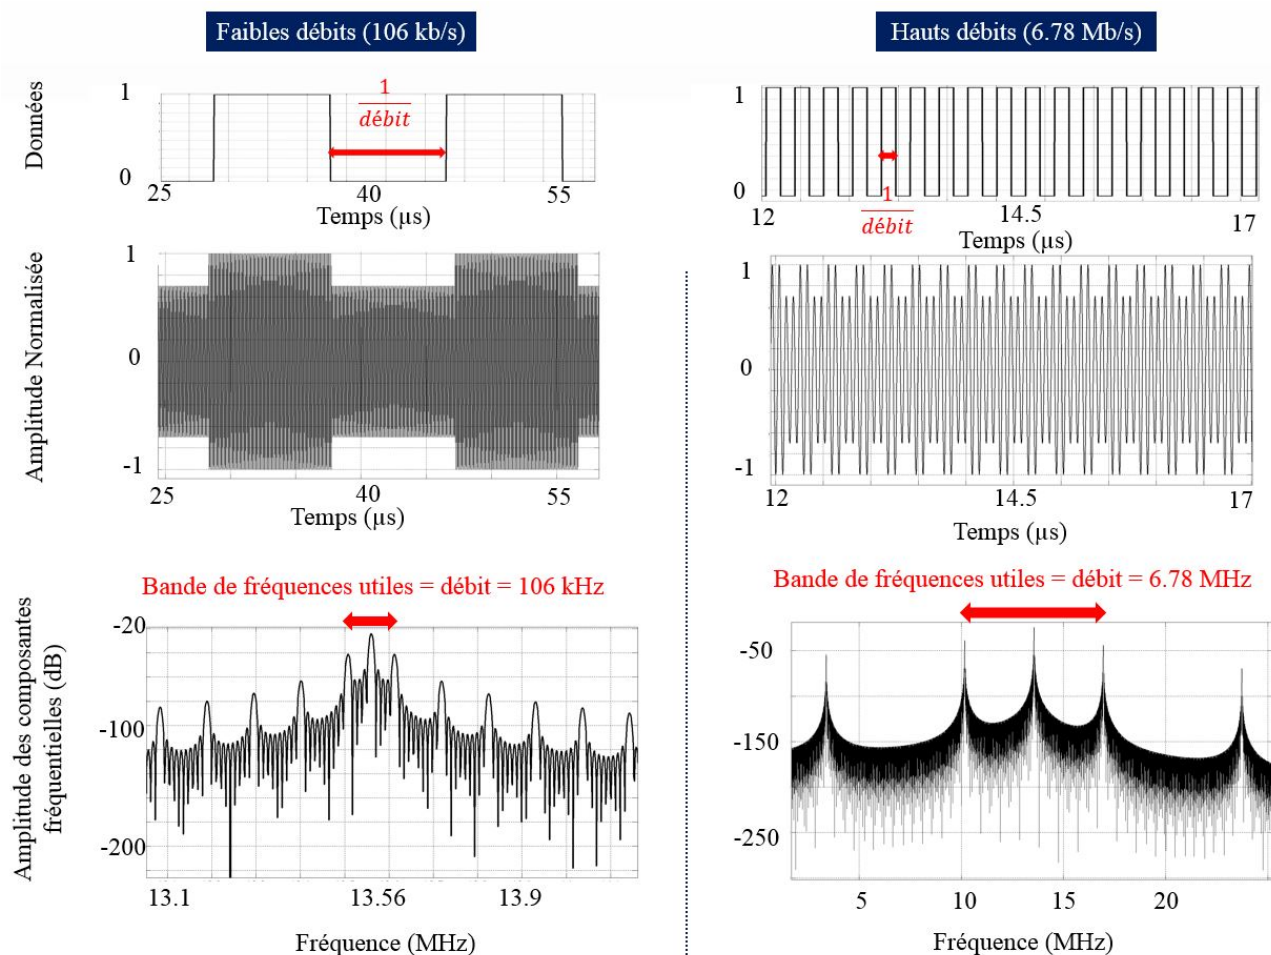 Faibles débits (106 kb/s)
Hauts débits (6.78 Mb/s)
Données
1
0
1
débit
25
40
55
Temps (µs)
1
0
1
débit
12
14.5
17
Temps (µs)
Amplitude Normalisée
1
0
-1
25
40
55
Temps (µs)
1
0
-1
12
14.5
17
Temps (µs)
Bande de fréquences utiles = débit = 106 kHz
Bande de fréquences utiles = débit = 6.78 MHz
Amplitude des composantes
fréquentielles (dB)
-20
-100
-200
13.1
13.56
13.9
Fréquence (MHz)
-50
-150
-250
5
10
15
20
Fréquence (MHz)